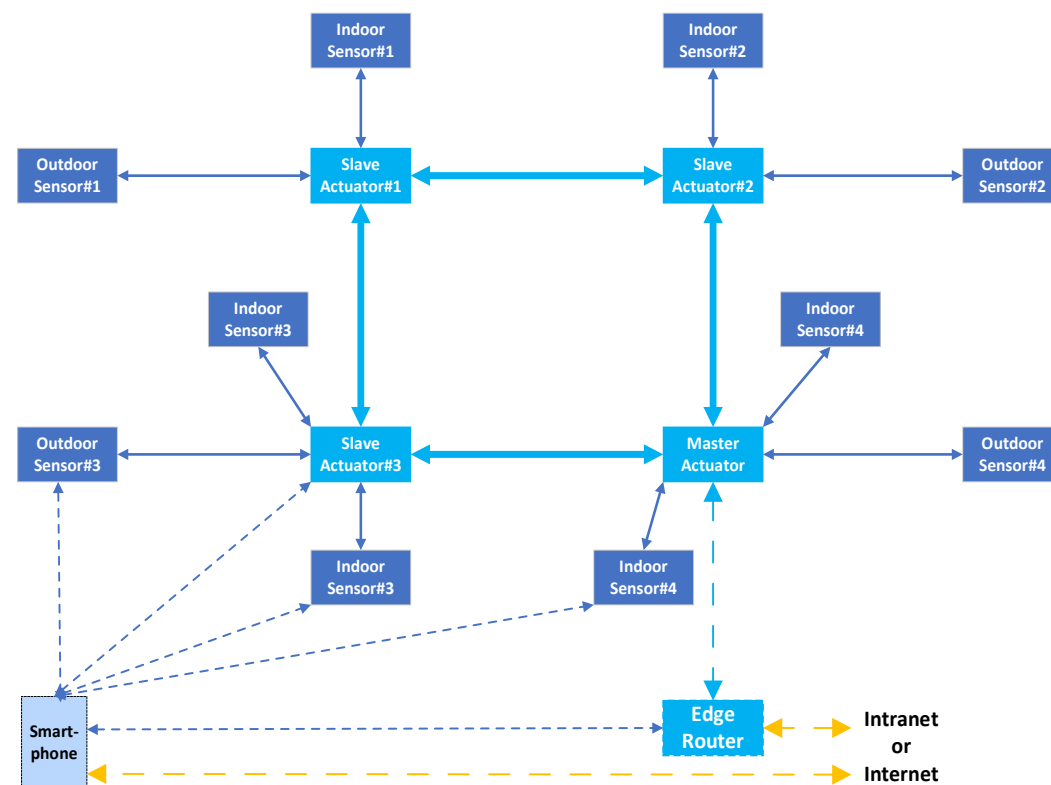 Indoor
Sensor#1
Indoor
Sensor#2
Outdoor
Sensor#1
Slave
Actuator#1
Slave
Actuator#2
Outdoor
Sensor#2
Indoor
Sensor#3
Indoor
Sensor#4
Outdoor
Sensor#3
Slave
Actuator#3
Master
Actuator
Outdoor
Sensor#4
Indoor
Sensor#3
Indoor
Sensor#4
Smart-
phone
Edge
Router
Intranet
or
Internet